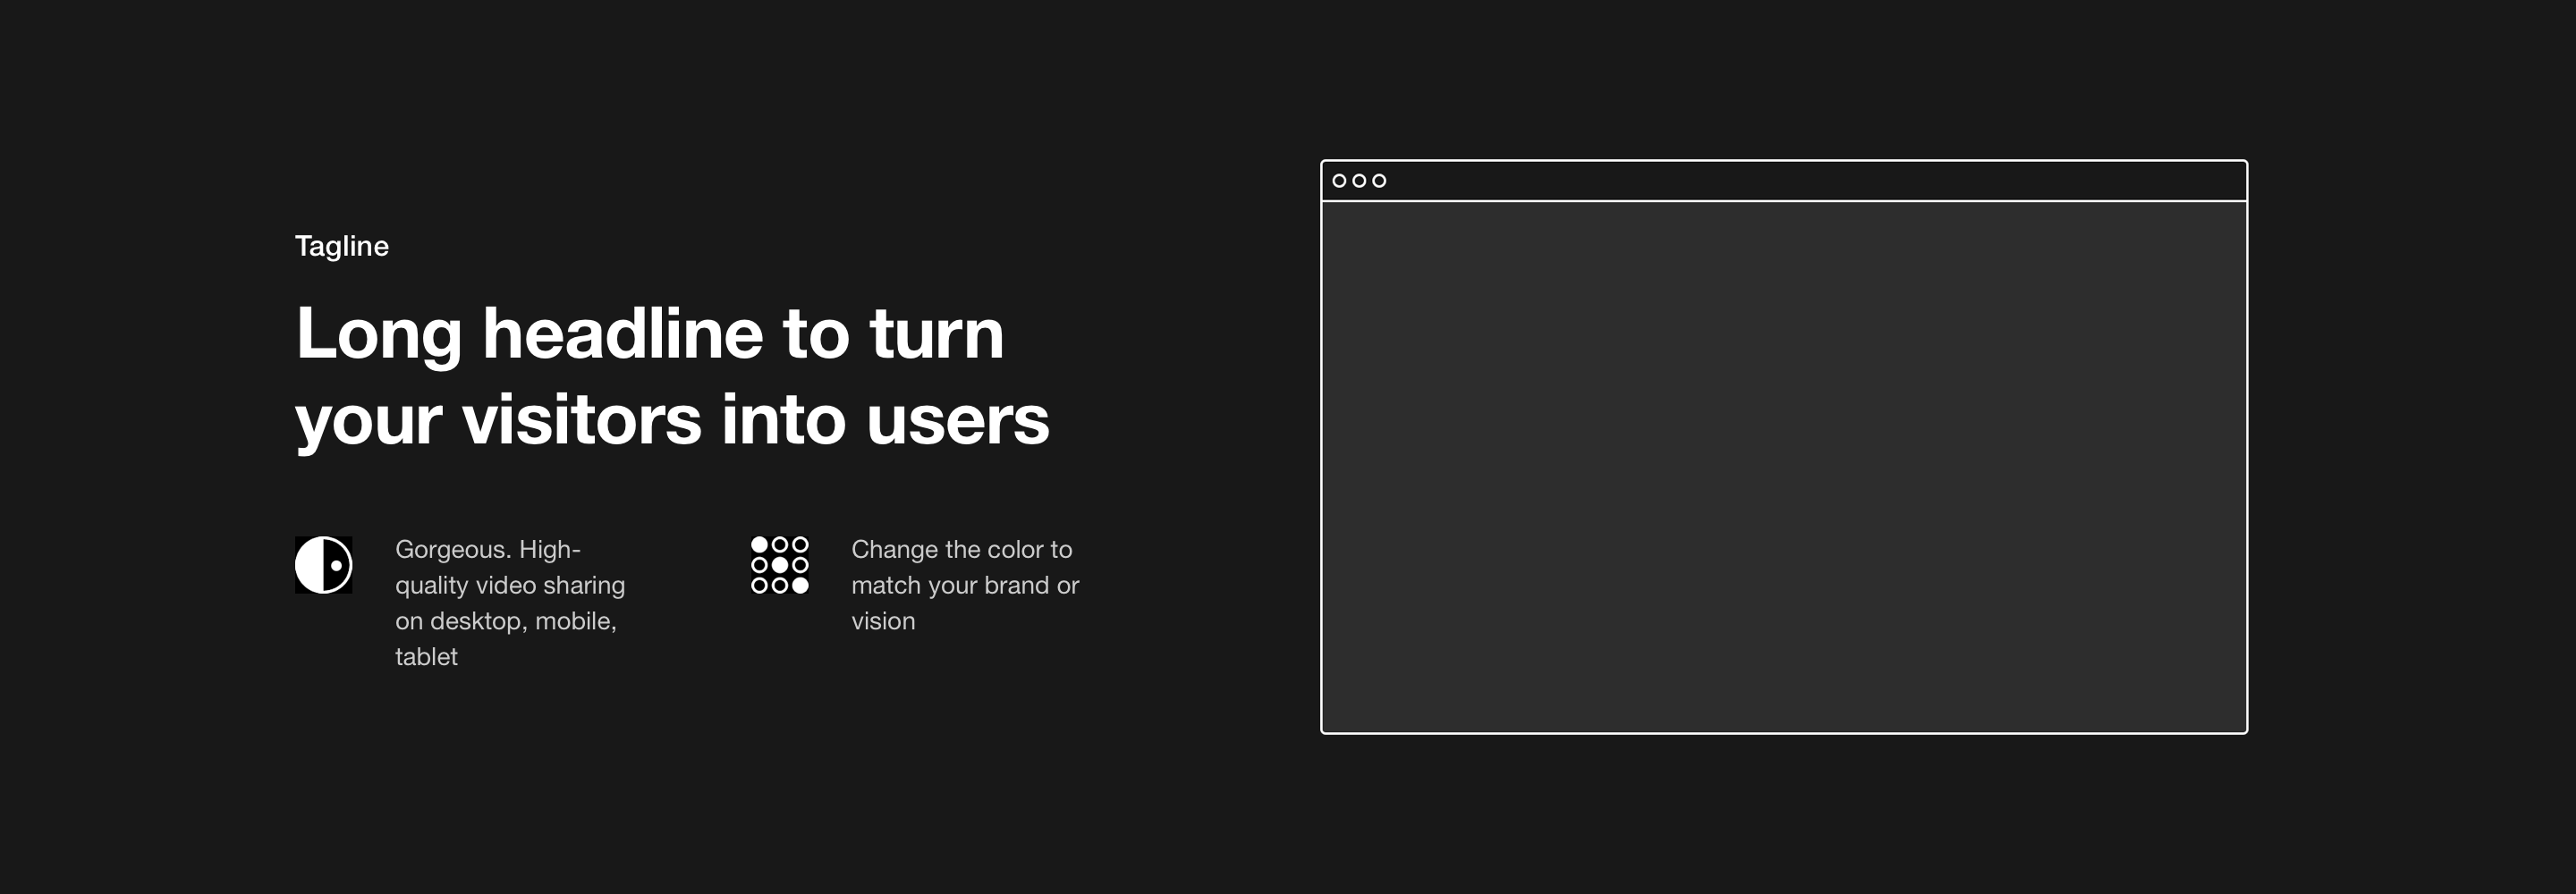 Tagline
Long headline to turn
your visitors into users
Gorgeous. High-
quality video sharing
on desktop, mobile,
tablet
Change the color to
match your brand or
vision